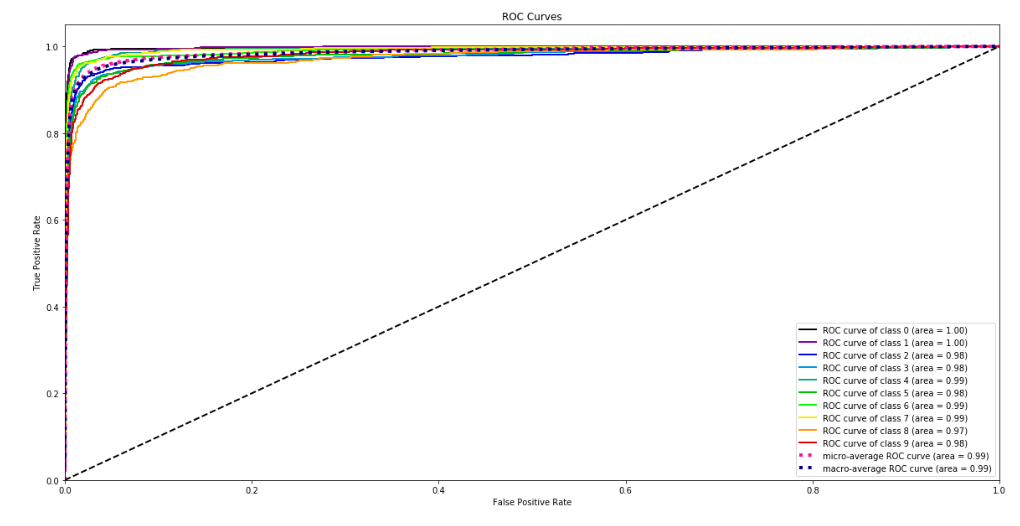 ROC Curves
True Positive Rate
1.0
0.8
0.6
0.4
0.2
0.0
ROC curve of class 0 (area = 1.00)
ROC curve of class 1 (area = 1.00)
ROC curve of class 2 (area = 0.98)
ROC curve of class 3 (area = 0.98)
ROC curve of class 4 (area = 0.99)
ROC curve of class 5 (area = 0.98)
ROC curve of class 6 (area = 0.99)
ROC curve of class 7 (area = 0.99)
ROC curve of class 8 (area = 0.97)
ROC curve of class 9 (area = 0.98)
micro-average ROC curve (area = 0.99)
macro-average ROC curve (area = 0.99)
0.0 0.2 0.4 0.6 0.8 1.0
False Positive Rate